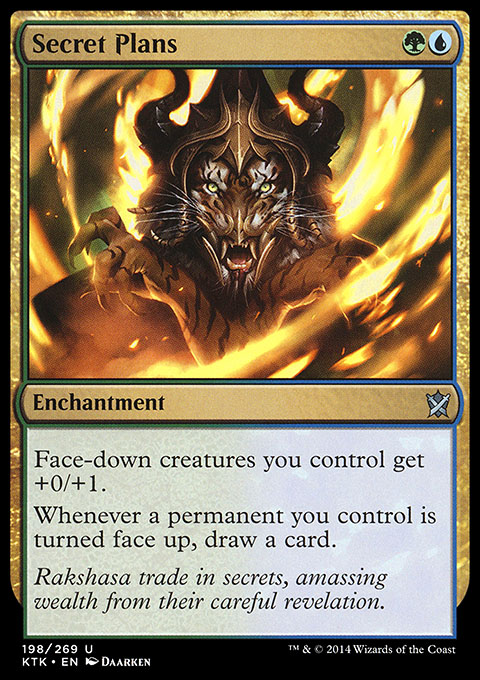 Secret Plans
Enchantment
Face-down creatures you control get
+0/+1.
Whenever a permanent you control is
turned face up, draw a card.
Rakshasa trade in secrets, amassing
wealth from their careful revelation.
198/269 U
KTK • EN DAARKEN
™ & © 2014 Wizards of the Coast